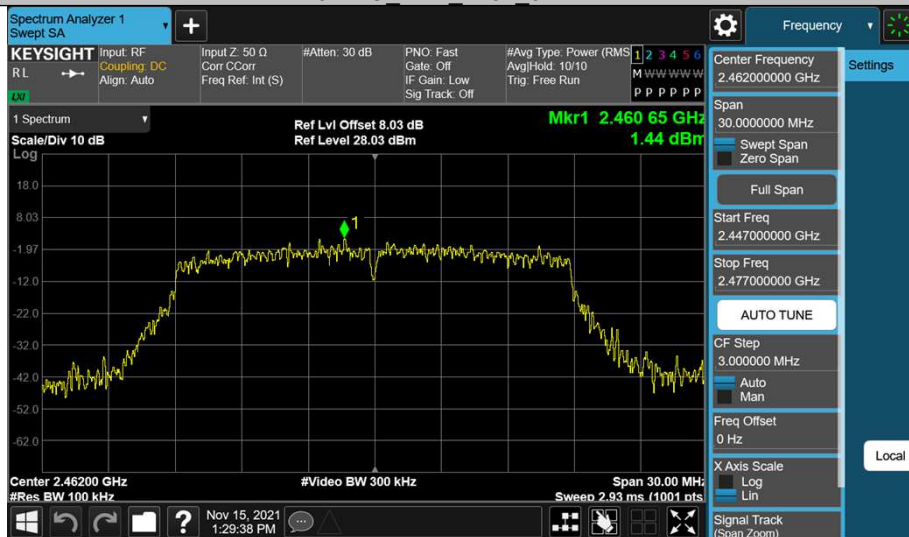 Spectrum Analyzer 1
Swept SA
Frequency
KEYSIGHT
Input: RF
Coupling: DC
Align: Auto
Input Z: 50 Ω
Corr CCorr
Freq Ref: Int (S)
#Atten: 30 dB
PNO: Fast
Gate: Off
IF Gain: Low
Sig Track: Off
#Avg Type: Power (RMS
Avg|Hold: 10/10
Trig: Free Run
1 2 3 4 5 6
M W W W W W
P P P P P P
R L
LXI
1 Spectrum
Scale/Div 10 dB
Log
Ref Lvl Offset 8.03 dB
Ref Level 28.03 dBm
Mkr1 2.460 65 GHz
1.44 dBm
1
18.0
8.03
-1.97
-12.0
-22.0
-32.0
-42.0
-52.0
-62.0
Center 2.46200 GHz
#Res BW 100 kHz
#Video BW 300 kHz
Span 30.00 MHz
Sweep 2.93 ms (1001 pts
Nov 15, 2021
1:29:38 PM
Center Frequency
2.462000000 GHz
Span
30.0000000 MHz
Swept Span
Zero Span
Full Span
Start Freq
2.447000000 GHz
Stop Freq
2.477000000 GHz
AUTO TUNE
CF Step
3.000000 MHz
Auto
Man
Freq Offset
0 Hz
X Axis Scale
Log
Lin
Signal Track
(Span Zoom)
Settings
Local